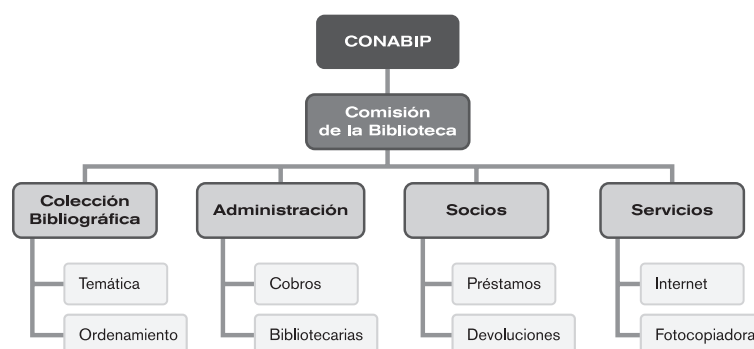 CONABIP
Comisión
de la Biblioteca
Colección
Bibliográfica
Administración
Socios
Servicios
Temática
Cobros
Préstamos
Internet
Ordenamiento
Bibliotecarias
Devoluciones
Fotocopiadora